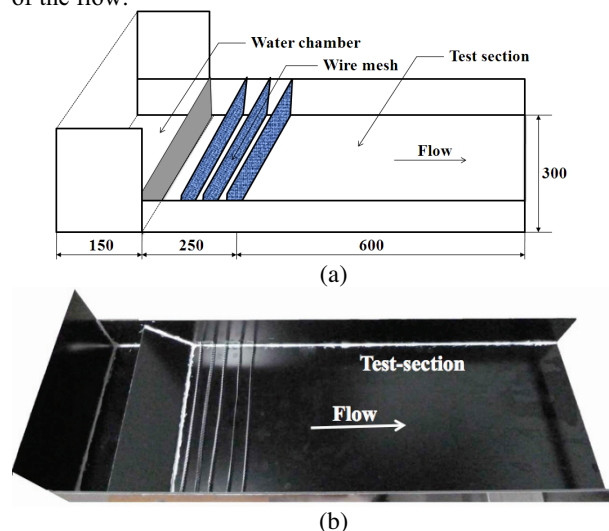 of the flow.
Water chamber
Wire mesh
Test section
Flow
300
150
250
600
(a)
Test-section
Flow
(b)